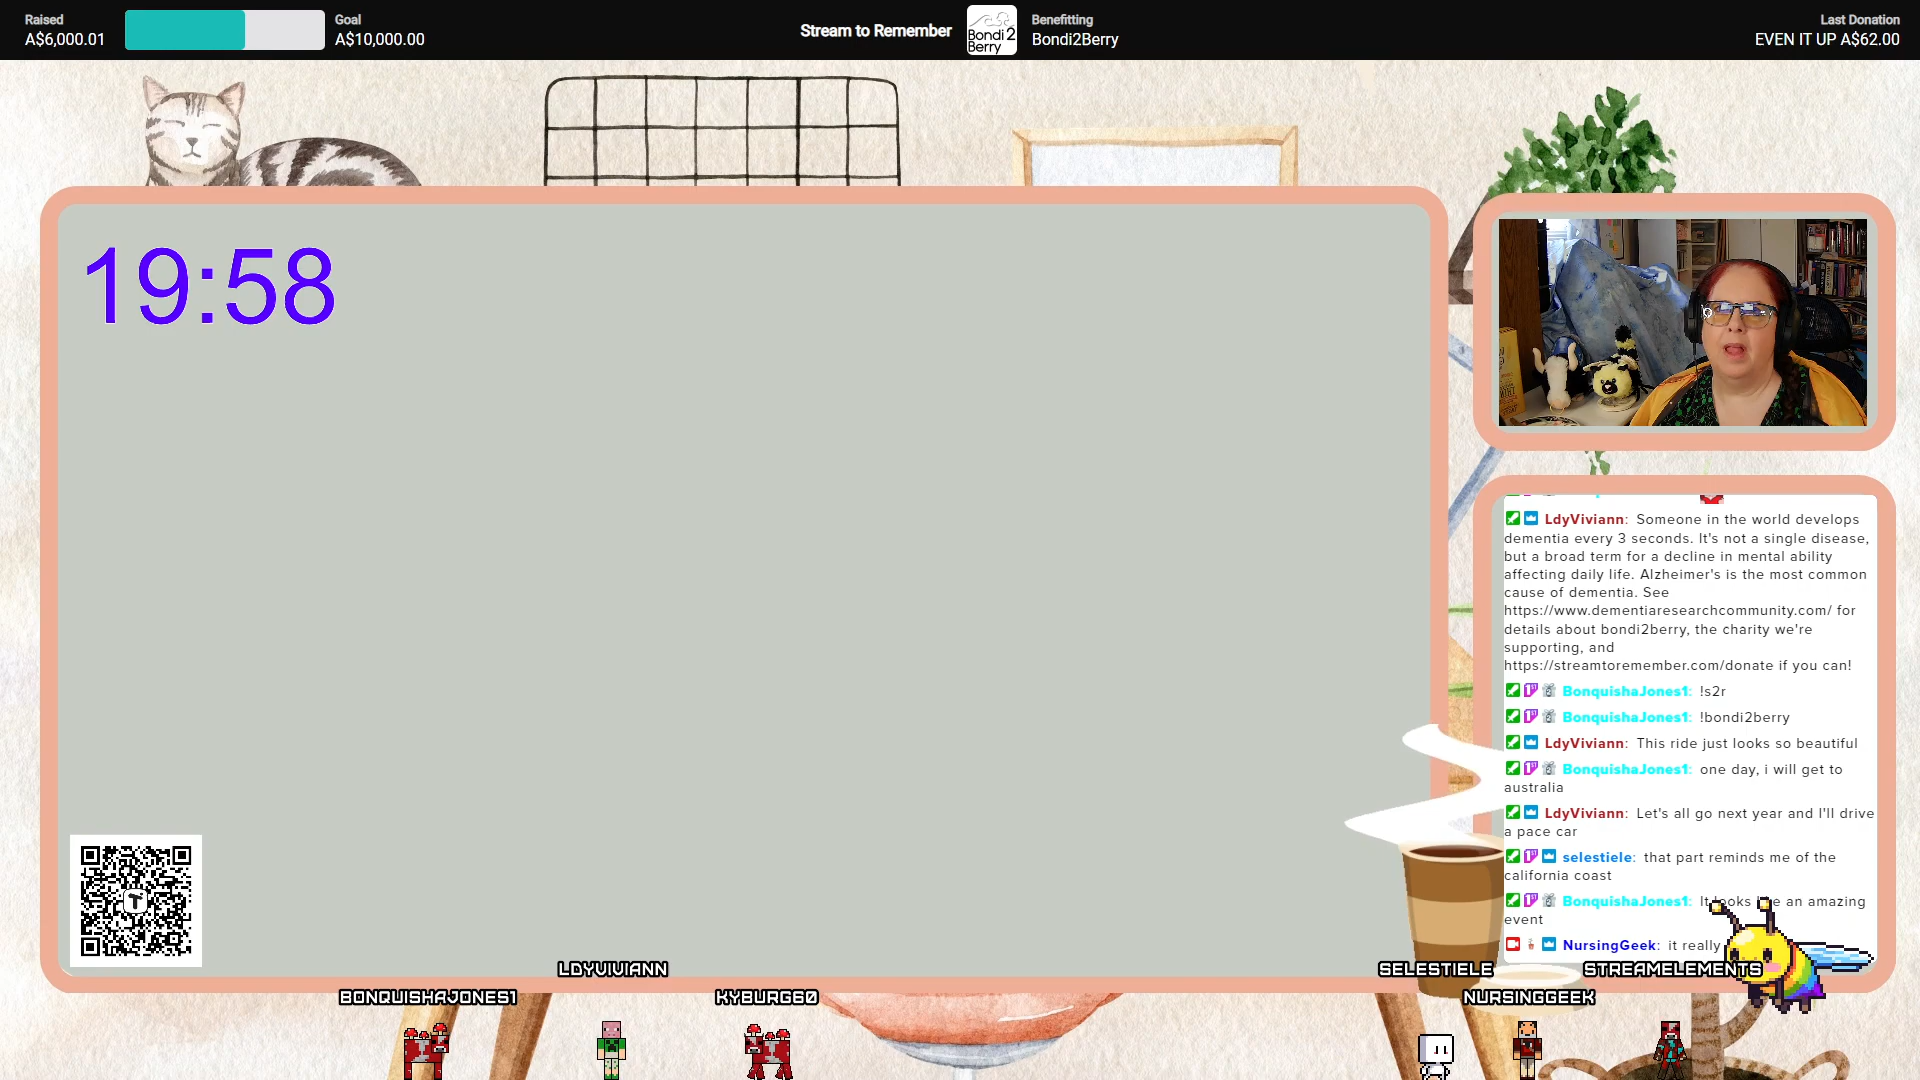 Raised
A$6,000.01
Goal
A$10,000.00
Stream to Remember
Bondi 2
Berry
Benefitting
Bondi2Berry
Last Donation
EVEN IT UP A$62.00
19:58
LdyViviann: Someone in the world develops
dementia every 3 seconds. It's not a single disease,
but a broad term for a decline in mental ability
affecting daily life. Alzheimer's is the most common
cause of dementia. See
https://www.dementiaresearchcommunity.com/ for
details about bondi2berry, the charity we're
supporting, and
https://streamtoremember.com/donate if you can!
BonquishaJones1: !s2r
BonquishaJones1: !bondi2berry
LdyViviann: This ride just looks so beautiful
BonquishaJones1: one day, i will get to
australia
LdyViviann: Let's all go next year and I'll drive
a pace car
selestiele: that part reminds me of the
california coast
BonquishaJones1: It looks like an amazing
event
NursingGeek: it really
LDYVIVIANN
SELESTIELE
STREAMELEMENTS
BONQUISHAJONES1
KYBURG60
NURSINGGEEK